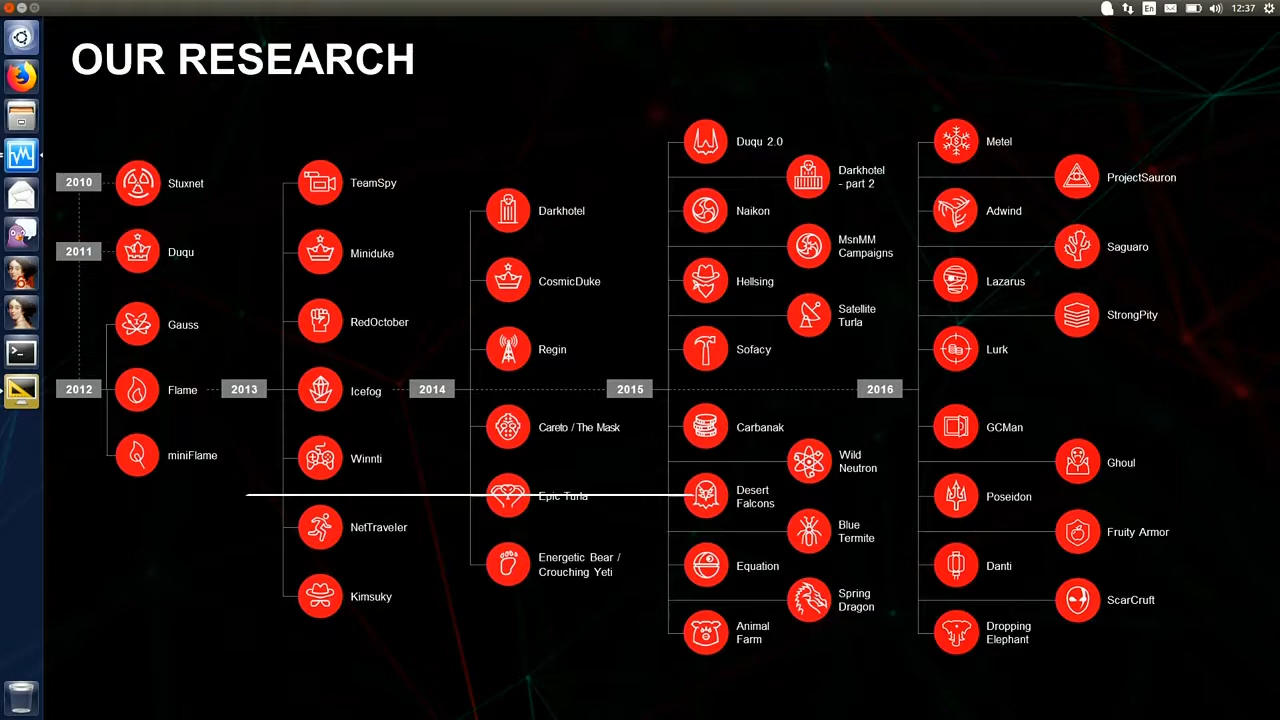 En
12:37
OUR RESEARCH
2010
Stuxnet
2011
Duqu
2012
Gauss
Flame
miniFlame
2013
TeamSpy
Miniduke
RedOctober
Icefog
Winnti
NetTraveler
Kimsuky
2014
Darkhotel
CosmicDuke
Regin
Careto / The Mask
Epic Turla
Energetic Bear /
Crouching Yeti
2015
Duqu 2.0
Darkhotel
- part 2
Naikon
MsnMM
Campaigns
Hellsing
Satellite
Turla
Sofacy
Carbanak
Wild
Neutron
Desert
Falcons
Blue
Termite
Equation
Spring
Dragon
Animal
Farm
2016
Metel
ProjectSauron
Adwind
Saguaro
Lazarus
StrongPity
Lurk
GCMan
Ghoul
Poseidon
Fruity Armor
Danti
ScarCruft
Dropping
Elephant